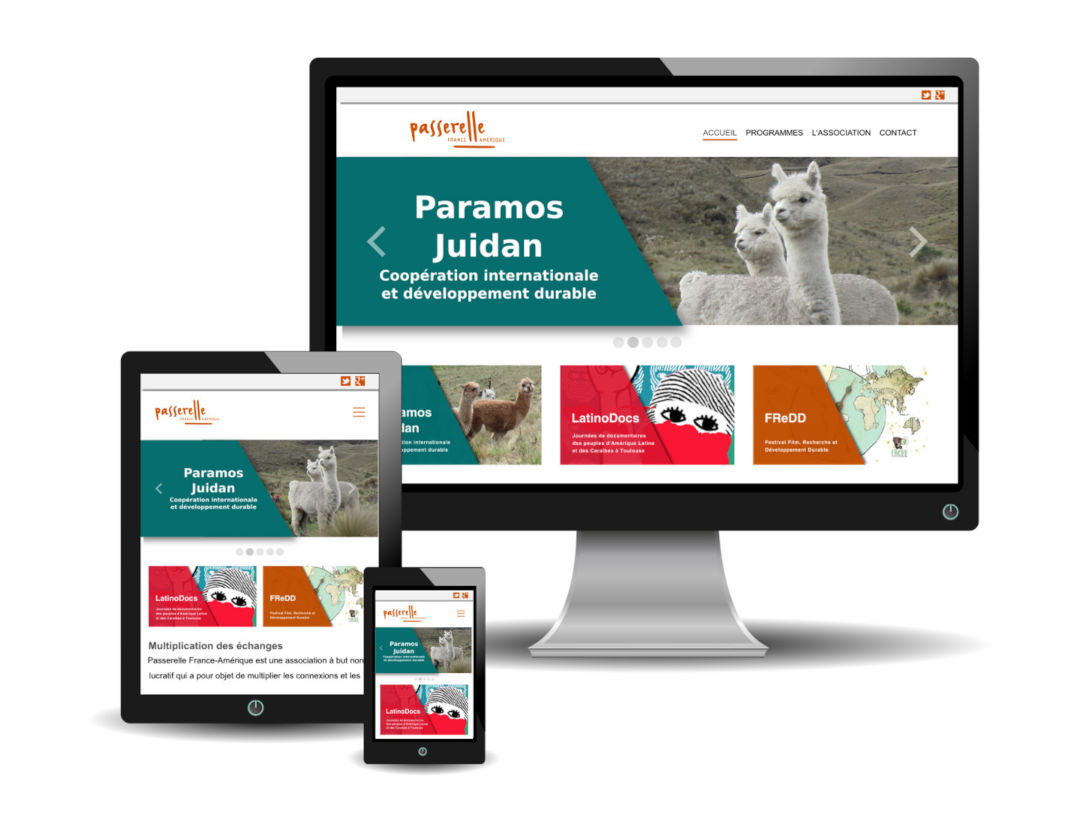 passerelle
FRANCE AMÉRIQUE
ACCUEIL PROGRAMMES L'ASSOCIATION CONTACT
Paramos
Juidan
Coopération internationale
et développement durable
amos
dan
ion internationale
oppement durable
LatinoDocs
Journées de documentaires
des peuples d'Amérique Latine
et des Caraïbes à Toulouse
FReDD
Festival Film, Recherche et
Développement Durable
passerelle
FRANCE AMÉRIQUE
Paramos
Juidan
Coopération internationale
et développement durable
LatinoDocs
Journées de documentaires
des peuples d'Amérique Latine
et des Caraïbes à Toulouse
FReDD
Festival Film, Recherche et
Développement Durable
Multiplication des échanges
Passerelle France-Amérique est une association à but non
lucratif qui a pour objet de multiplier les connexions et les
passerelle
Paramos
Juidan
Coopération internationale
et développement durable
LatinoDocs
Journées de documentaires
des peuples d'Amérique Latine
et des Caraïbes à Toulouse